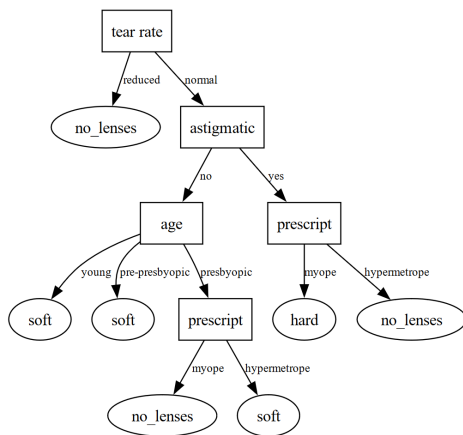 tear rate
reduced
normal
no_lenses
astigmatic
no
yes
age
prescript
young
pre-presbyopic
presbyopic
myope
hypermetrope
soft
soft
prescript
hard
no_lenses
myope
hypermetrope
no_lenses
soft